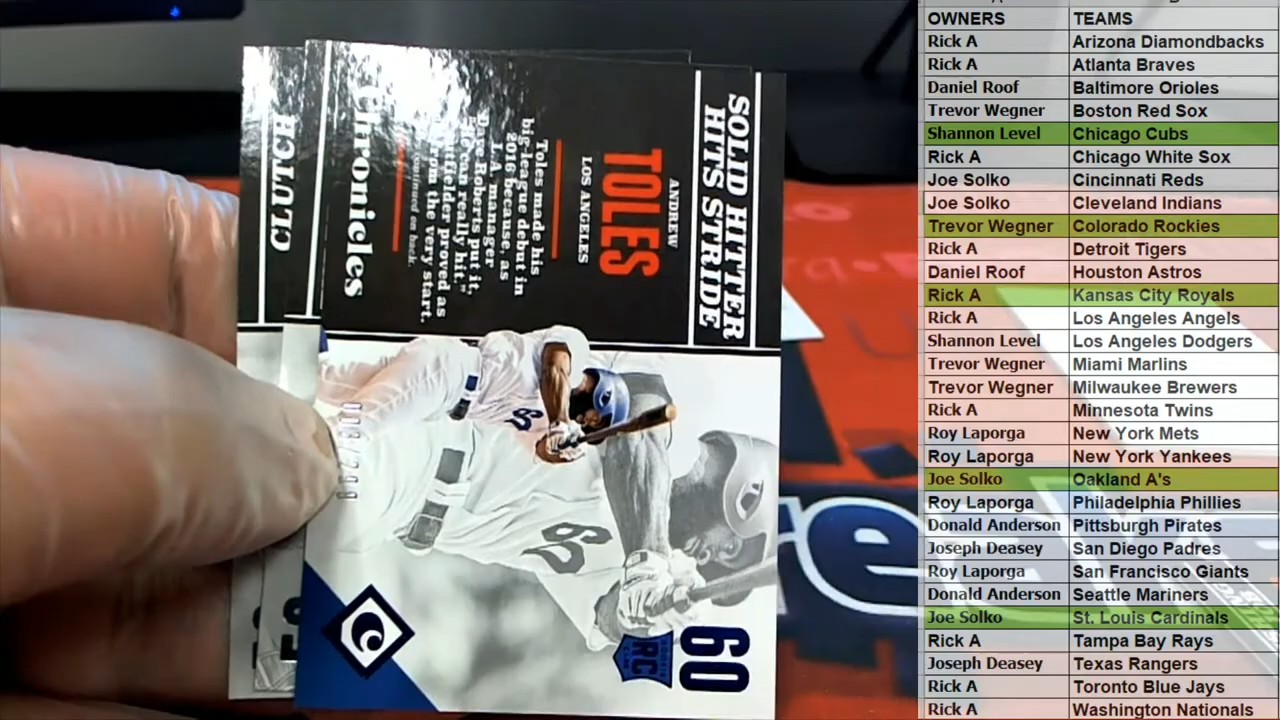 SOLID HITTER
HITS STRIDE
ANDREW
TOLES
LOS ANGELES
Toles made his
big-league debut in
2016 because, as
L.A. manager
Dave Roberts put it,
can really hit."
outfielder proved as
from the very start.
continued on back.
Chronicles
CLUTCH
60
RC
OWNERS TEAMS
Rick A Arizona Diamondbacks
Rick A Atlanta Braves
Daniel Roof Baltimore Orioles
Trevor Wegner Boston Red Sox
Shannon Level Chicago Cubs
Rick A Chicago White Sox
Joe Solko Cincinnati Reds
Joe Solko Cleveland Indians
Trevor Wegner Colorado Rockies
Rick A Detroit Tigers
Daniel Roof Houston Astros
Rick A Kansas City Royals
Rick A Los Angeles Angels
Shannon Level Los Angeles Dodgers
Trevor Wegner Miami Marlins
Trevor Wegner Milwaukee Brewers
Rick A Minnesota Twins
Roy Laporga New York Mets
Roy Laporga New York Yankees
Joe Solko Oakland A's
Roy Laporga Philadelphia Phillies
Donald Anderson Pittsburgh Pirates
Joseph Deasey San Diego Padres
Roy Laporga San Francisco Giants
Donald Anderson Seattle Mariners
Joe Solko St. Louis Cardinals
Rick A Tampa Bay Rays
Joseph Deasey Texas Rangers
Rick A Toronto Blue Jays
Rick A Washington Nationals